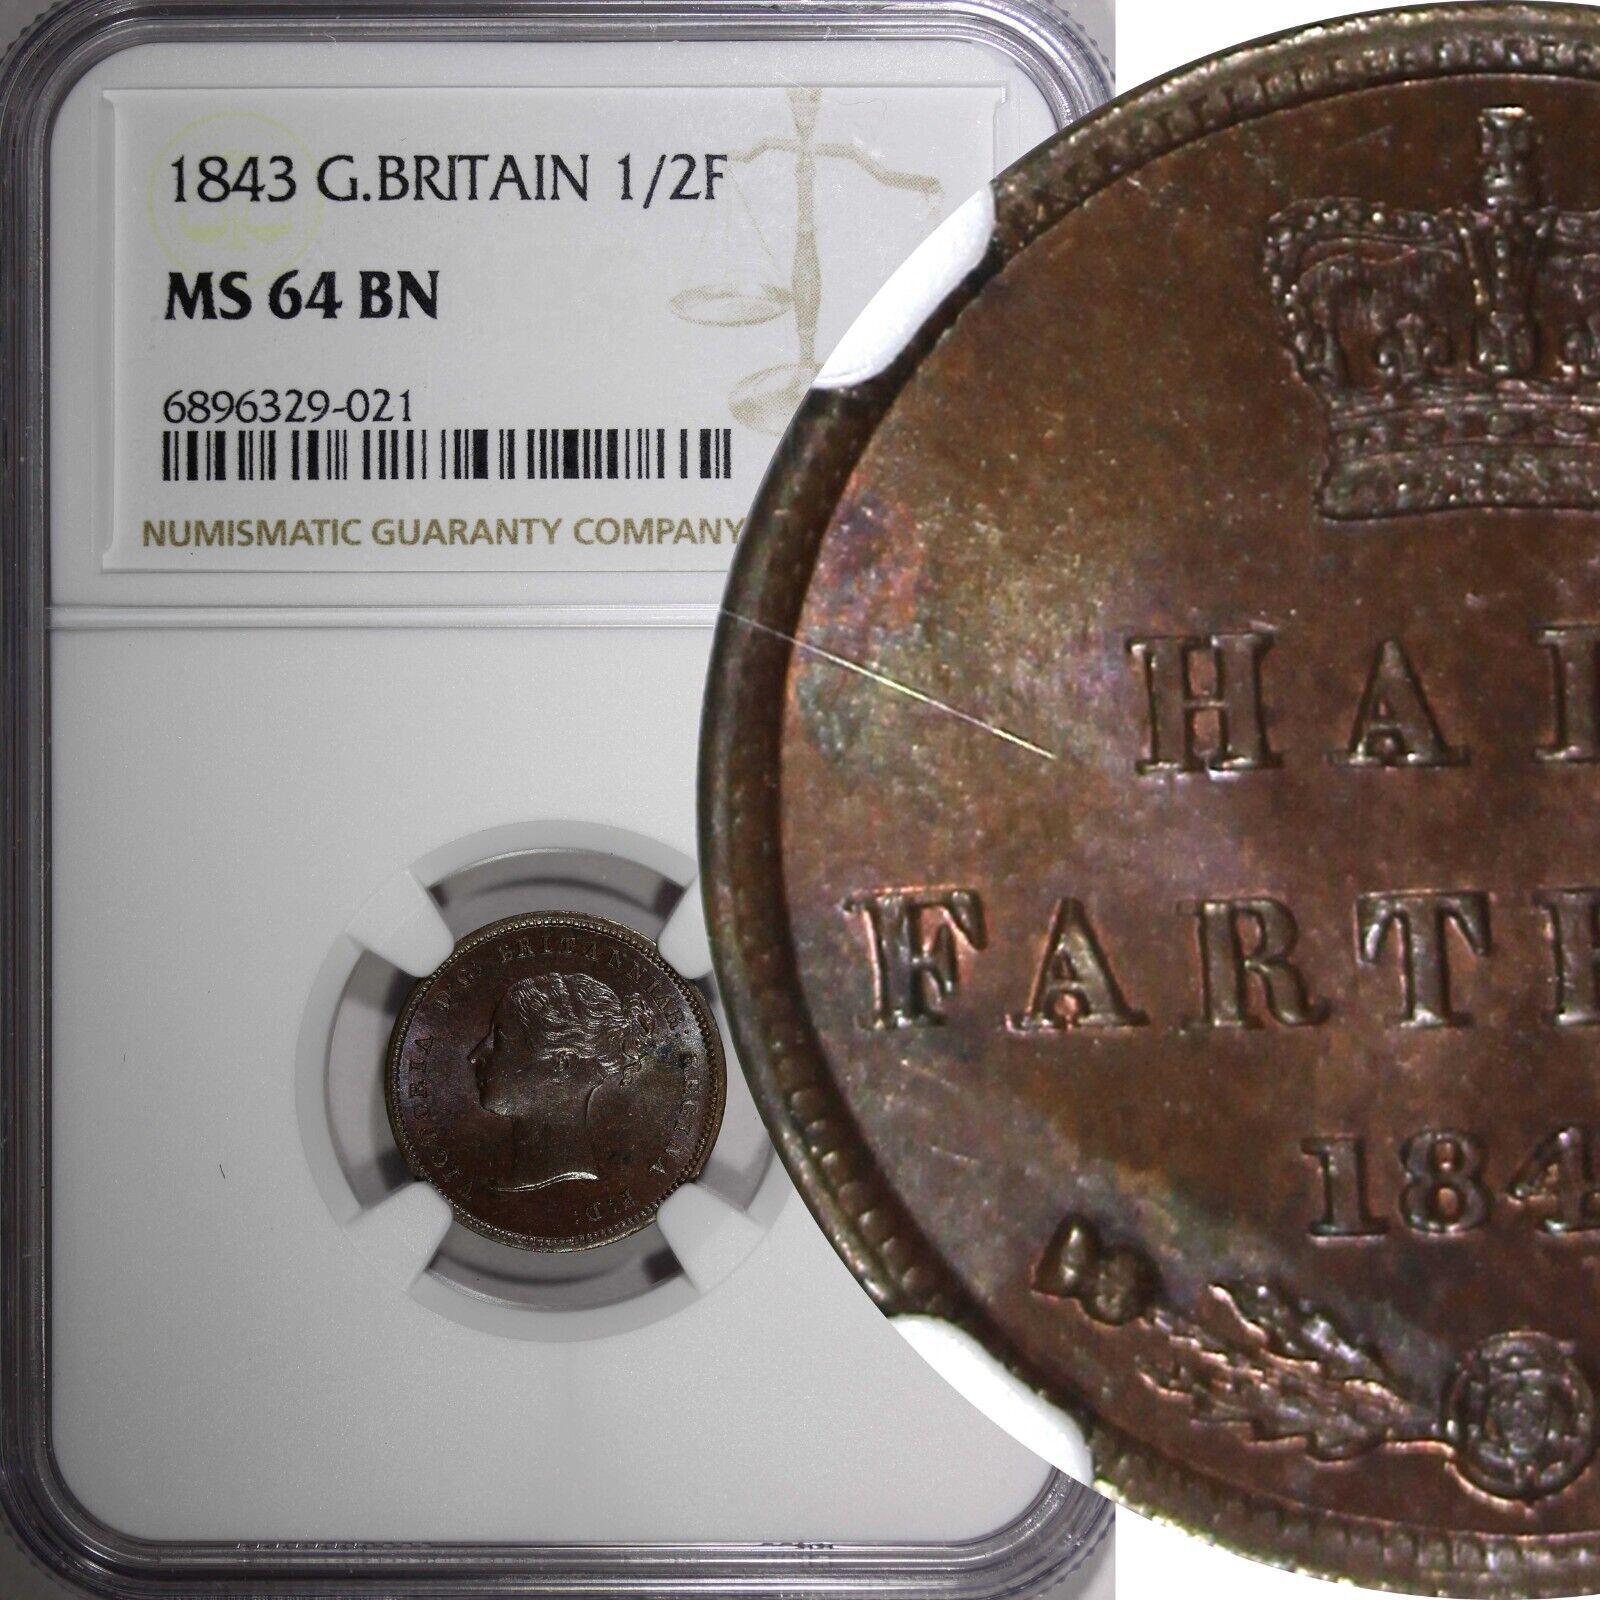 1843 G.BRITAIN 1/2F
MS 64 BN
6896329-021
NUMISMATIC GUARANTY COMPANY
VICTORIA D: G: BRITANNIAR: REGINA F: D:
HAL
FARTH
184